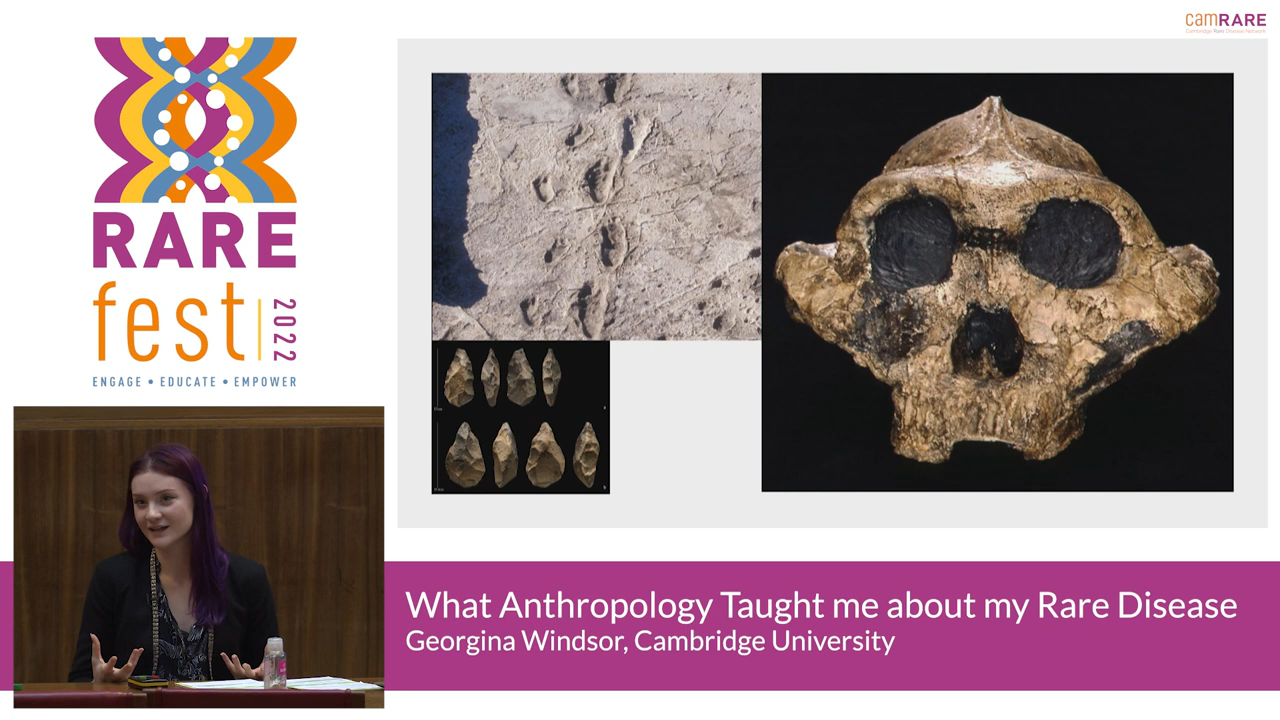 camRARE
Cambridge Rare Disease Network
RARE
fest
2022
ENGAGE • EDUCATE • EMPOWER
What Anthropology Taught me about my Rare Disease
Georgina Windsor, Cambridge University